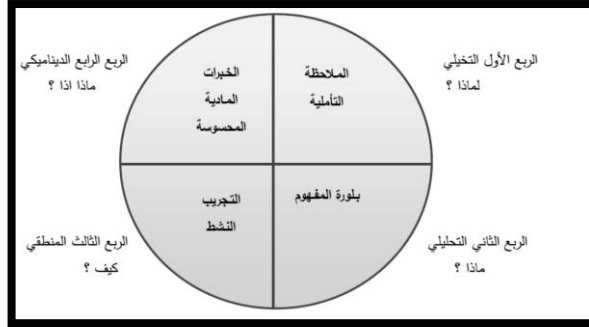 الربع الأول التخيلي
لماذا ؟
الملاحظة
التأملية
الخبرات
المادية
المحسوسة
الربع الرابع الديناميكي
ماذا اذا ؟
بلورة المفهوم
الربع الثاني التحليلي
ماذا ؟
التجريب
النشط
الربع الثالث المنطقي
كيف ؟